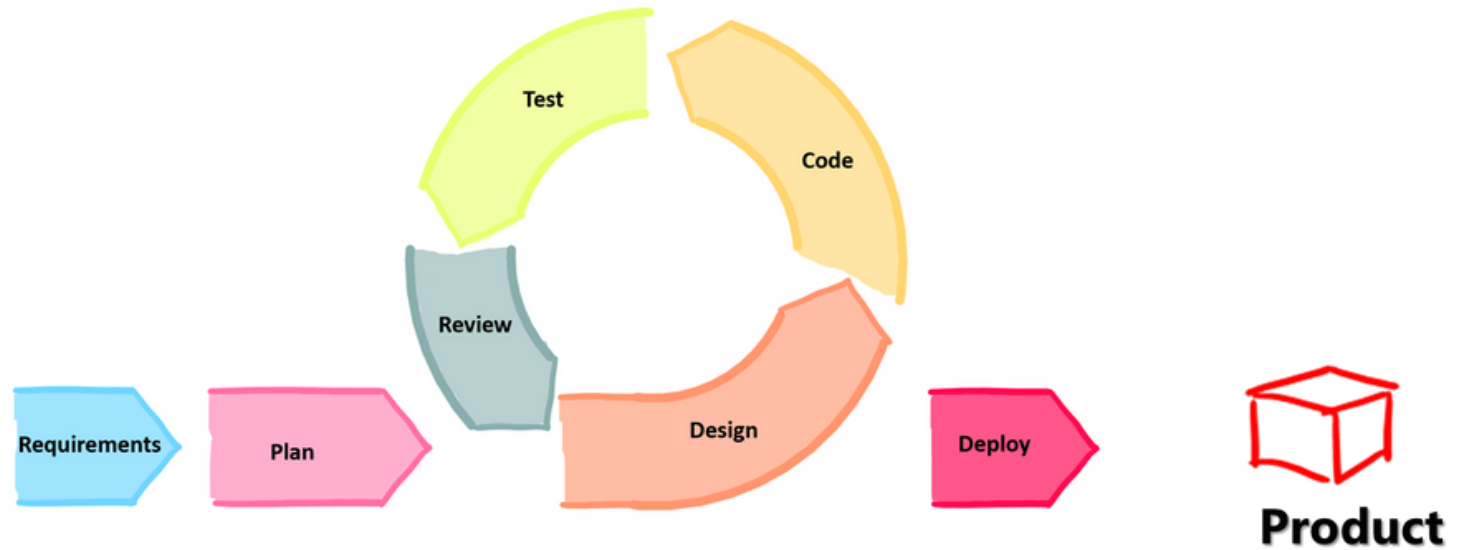 Test
Code
Review
Requirements
Plan
Design
Deploy
Product